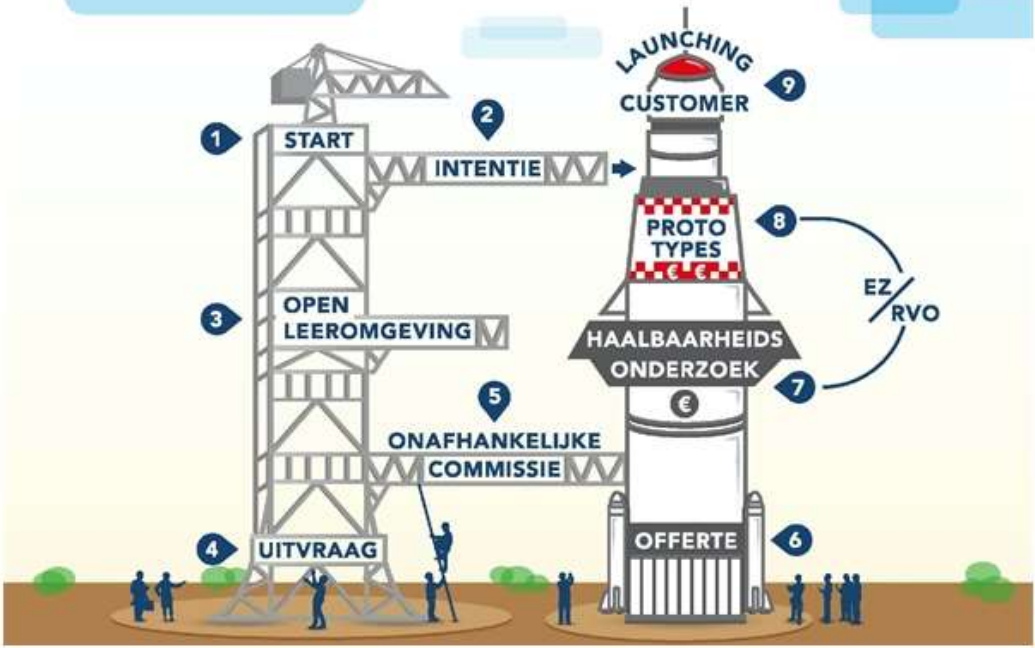 1
START
2
INTENTIE
3
OPEN
LEEROMGEVING
4
UITVRAAG
5
ONAFHANKELIJKE
COMMISSIE
6
OFFERTE
7
HAALBAARHEIDS
ONDERZOEK
€
8
PROTO
TYPES
€ €
EZ/
RVO
9
LAUNCHING
CUSTOMER